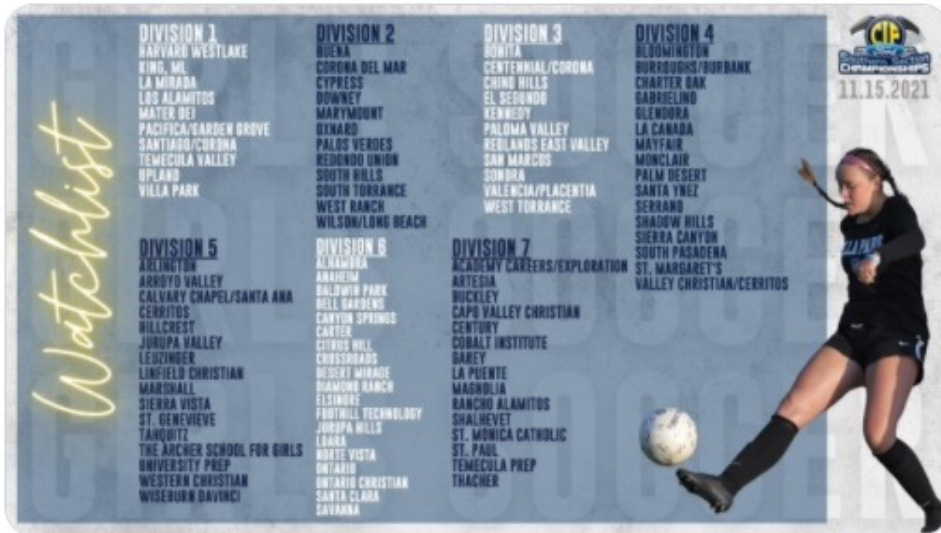 Watchlist
DIVISION 1
HARVARD WESTLAKE
KING, ML
LA MIRADA
LOS ALAMITOS
MATER DEI
PACIFICA/GARDEN GROVE
SANTIAGO/CORONA
TEMECULA VALLEY
UPLAND
VILLA PARK
DIVISION 2
BUENA
CORONA DEL MAR
CYPRESS
DOWNEY
MARYMOUNT
OXNARD
PALOS VERDES
REDONDO UNION
SOUTH HILLS
SOUTH TORRANCE
WEST RANCH
WILSON/LONG BEACH
DIVISION 3
BONITA
CENTENNIAL/CORONA
CHINO HILLS
EL SEGUNDO
KENNEDY
PALOMA VALLEY
REDLANDS EAST VALLEY
SAN MARCOS
SONORA
VALENCIA/PLACENTIA
WEST TORRANCE
DIVISION 4
BLOOMINGTON
BURROUGHS/BURBANK
CHARTER OAK
GABRIELINO
GLENDORA
LA CANADA
MAYFAIR
MONCLAIR
PALM DESERT
SANTA YNEZ
SERRANO
SHADOW HILLS
SIERRA CANYON
SOUTH PASADENA
ST. MARGARET'S
VALLEY CHRISTIAN/CERRITOS
DIVISION 5
ARLINGTON
ARROYO VALLEY
CALVARY CHAPEL/SANTA ANA
CERRITOS
HILLCREST
JURUPA VALLEY
LEUZINGER
LINFIELD CHRISTIAN
MARSHALL
SIERRA VISTA
ST. GENEVIEVE
TAHQUITZ
THE ARCHER SCHOOL FOR GIRLS
UNIVERSITY PREP
WESTERN CHRISTIAN
WISEBURN DAVINCI
DIVISION 6
ALHAMBRA
ANAHEIM
BALDWIN PARK
BELL GARDENS
CANYON SPRINGS
CARTER
CITRUS HILL
CROSSROADS
DESERT MIRAGE
DIAMOND RANCH
ELSINORE
FOOTHILL TECHNOLOGY
JURUPA HILLS
LOARA
NORTE VISTA
ONTARIO
ONTARIO CHRISTIAN
SANTA CLARA
SAVANNA
DIVISION 7
ACADEMY CAREERS/EXPLORATION
ARTESIA
BUCKLEY
CAPO VALLEY CHRISTIAN
CENTURY
COBALT INSTITUTE
GAREY
LA PUENTE
MAGNOLIA
RANCHO ALAMITOS
SHALHEVET
ST. MONICA CATHOLIC
ST. PAUL
TEMECULA PREP
THACHER
CIF
Southern Section
CHAMPIONSHIPS
11.15.2021
GIRLS SOCCER
GIRLS SOCCER
GIRLS SOCCER